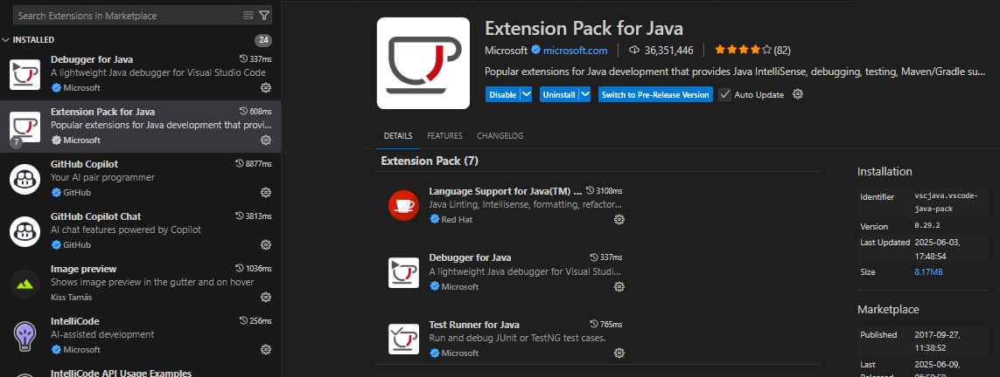 Search Extensions in Marketplace
INSTALLED
24
Debugger for Java
337ms
A lightweight Java debugger for Visual Studio Code
Microsoft
Extension Pack for Java
608ms
Popular extensions for Java development that provi...
7
Microsoft
GitHub Copilot
8877ms
Your AI pair programmer
GitHub
GitHub Copilot Chat
3813ms
AI chat features powered by Copilot
GitHub
Image preview
1036ms
Shows image preview in the gutter and on hover
Kiss Tamás
IntelliCode
256ms
AI-assisted development
Microsoft
IntelliCode API Usage Examples
Extension Pack for Java
Microsoft microsoft.com 36,351,446 (82)
Popular extensions for Java development that provides Java IntelliSense, debugging, testing, Maven/Gradle su...
Disable Uninstall Switch to Pre-Release Version Auto Update
DETAILS FEATURES CHANGELOG
Extension Pack (7)
Language Support for Java(TM) ... 3108ms
Java Linting, Intellisense, formatting, refactor...
Red Hat
Debugger for Java 337ms
A lightweight Java debugger for Visual Studi...
Microsoft
Test Runner for Java 765ms
Run and debug JUnit or TestNG test cases.
Microsoft
Installation
Identifier vscjava.vscode-
java-pack
Version 0.29.2
Last Updated 2025-06-03,
17:48:54
Size 8.17MB
Marketplace
Published 2017-09-27,
11:38:52
Last 2025-06-09,